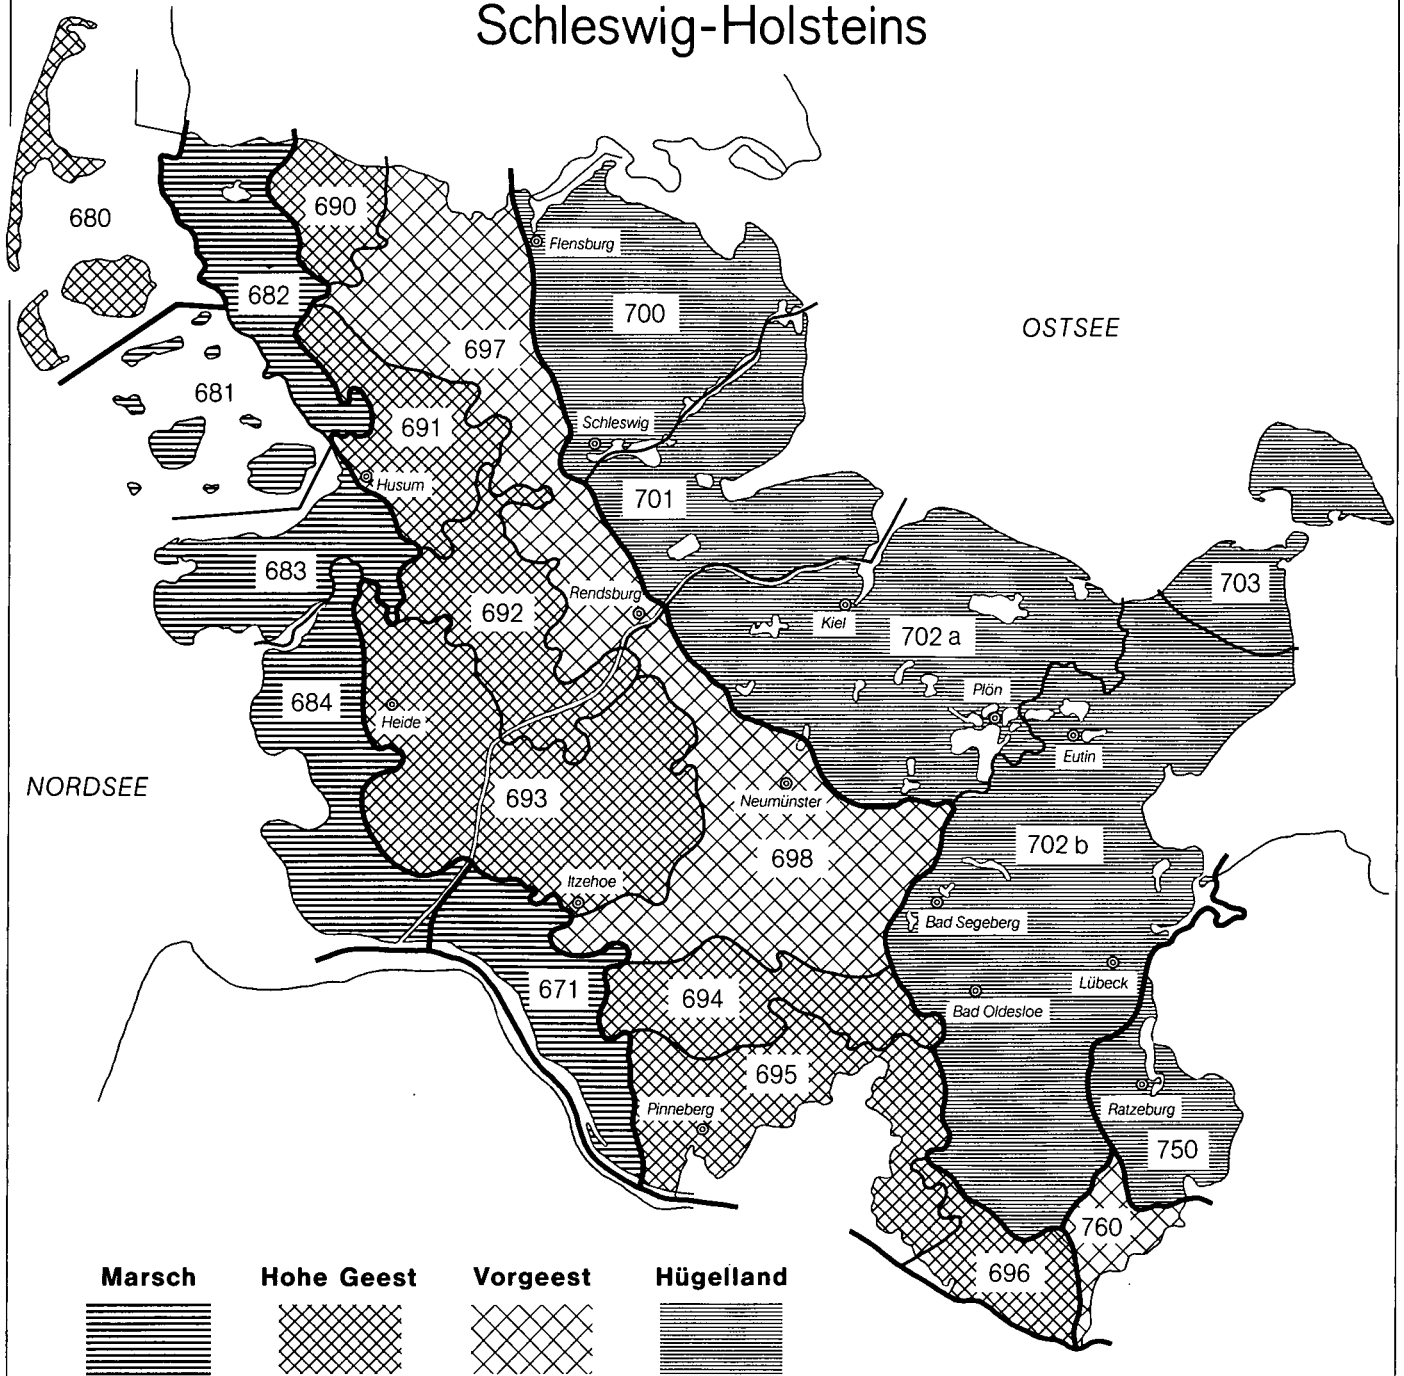 Schleswig-Holsteins
680
690
Flensburg
682
700
OSTSEE
697
681
Schleswig
691
Husum
701
683
703
692
Rendsburg
Kiel
702 a
684
Heide
Plön
Eutin
NORDSEE
693
Neumünster
698
702 b
Itzehoe
Bad Segeberg
671
694
Lübeck
Bad Oldesloe
695
Pinneberg
Ratzeburg
750
760
696
Marsch Hohe Geest Vorgeest Hügelland